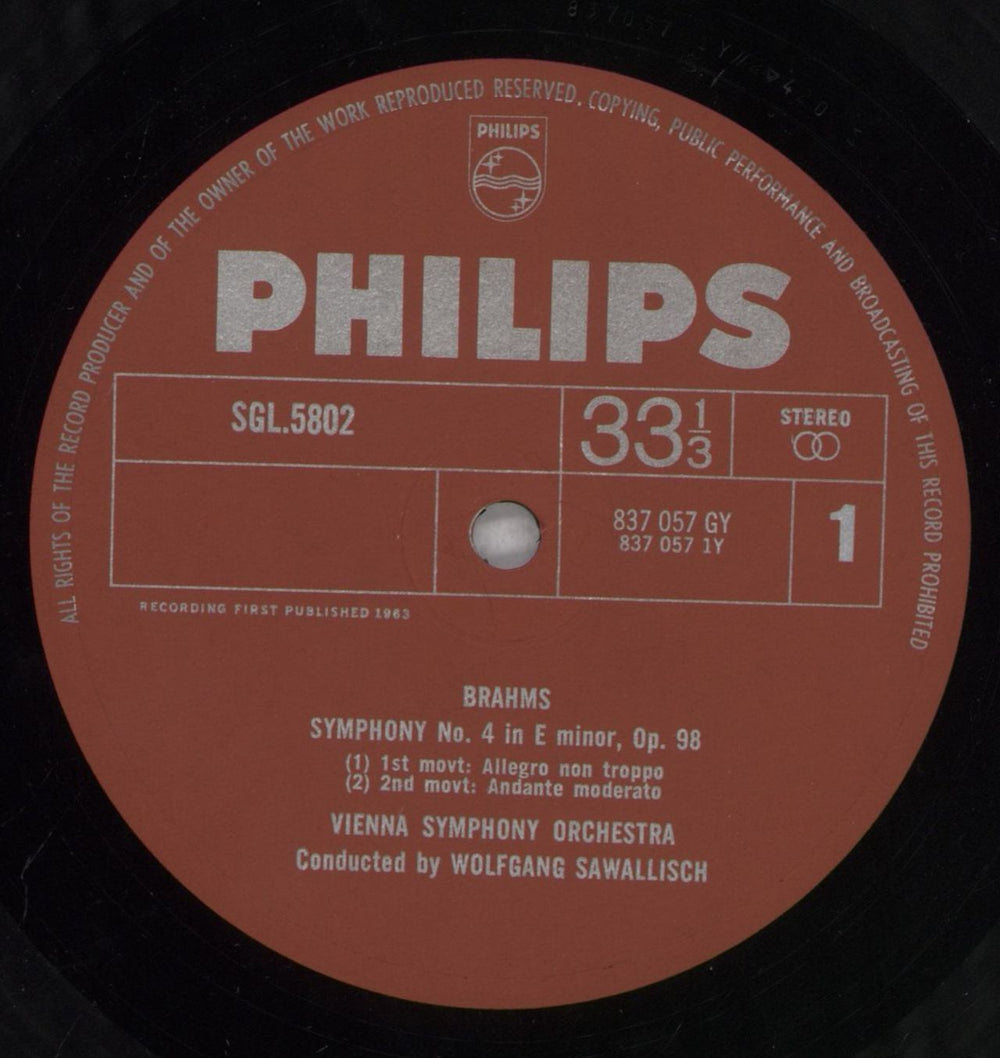 ALL RIGHTS OF THE RECORD PRODUCER AND OF THE OWNER OF THE WORK REPRODUCED RESERVED. COPYING, PUBLIC PERFORMANCE AND BROADCASTING OF THIS RECORD PROHIBITED
PHILIPS
PHILIPS
SGL.5802
33 1/3
STEREO
837 057 GY
837 057 1Y
1
RECORDING FIRST PUBLISHED 1963
BRAHMS
SYMPHONY No. 4 in E minor, Op. 98
(1) 1st movt: Allegro non troppo
(2) 2nd movt: Andante moderato
VIENNA SYMPHONY ORCHESTRA
Conducted by WOLFGANG SAWALLISCH